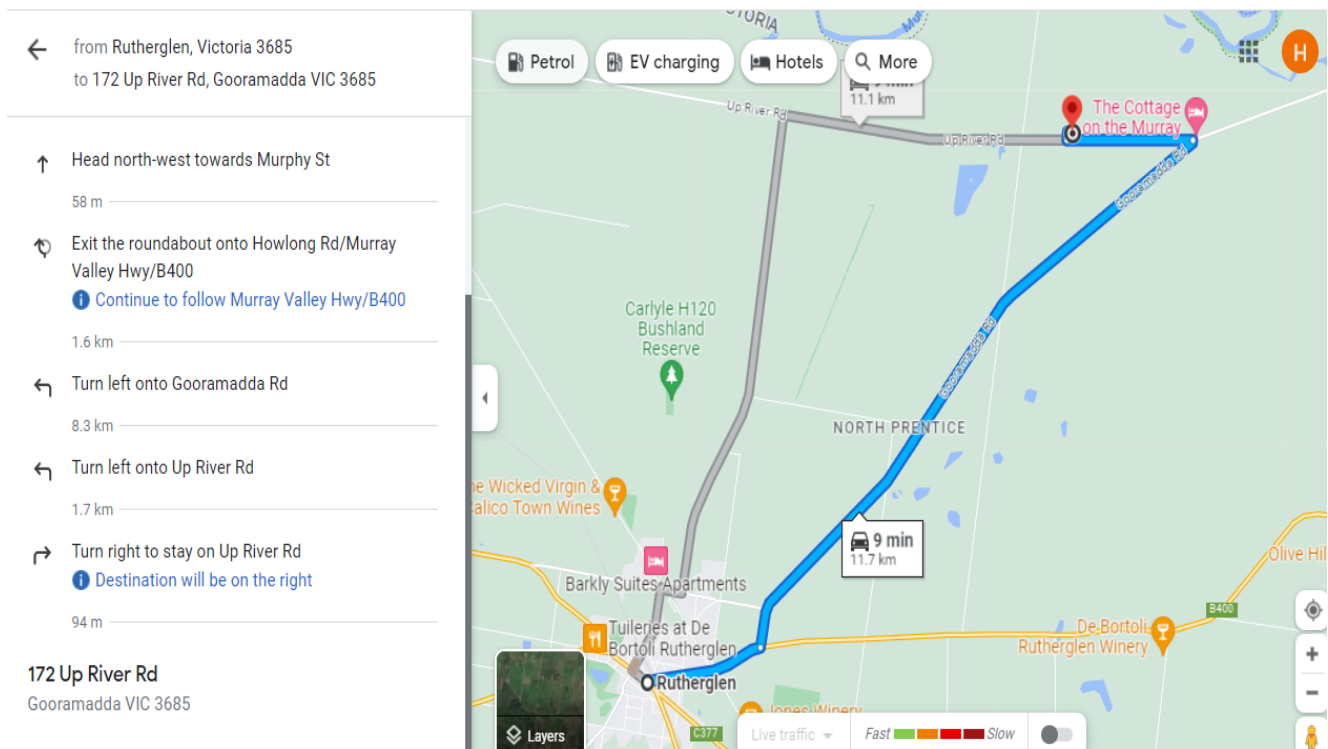 from Rutherglen, Victoria 3685
to 172 Up River Rd, Gooramadda VIC 3685
Head north-west towards Murphy St
58 m
Exit the roundabout onto Howlong Rd/Murray
Valley Hwy/B400
Continue to follow Murray Valley Hwy/B400
1.6 km
Turn left onto Gooramadda Rd
8.3 km
Turn left onto Up River Rd
1.7 km
Turn right to stay on Up River Rd
Destination will be on the right
94 m
172 Up River Rd
Gooramadda VIC 3685
Petrol
EV charging
Hotels
More
H
11.1 km
Up River Rd
Up River Rd
The Cottage
on the Murray
Gooramadda Rd
Gooramadda Rd
Carlyle H120
Bushland
Reserve
NORTH PRENTICE
he Wicked Virgin &
Calico Town Wines
9 min
11.7 km
Barkly Suites Apartments
Olive Hil
B400
Tuileries at De
Bortoli Rutherglen
De Bortoli
Rutherglen Winery
Rutherglen
Jones Winery
C377
Layers
Live traffic
Fast
Slow